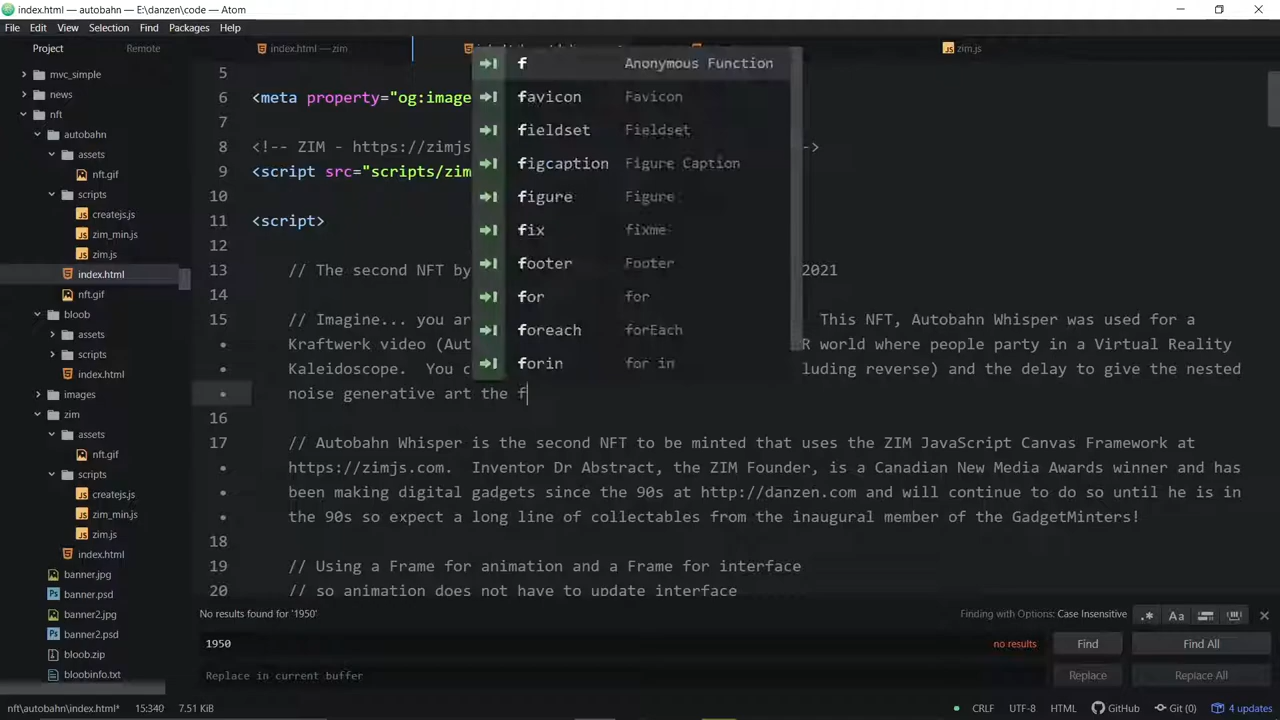 index.html — autobahn — E:\danzen\code — Atom
File Edit View Selection Find Packages Help
Project Remote
index.html — zim
zim.js
mvc_simple
news
nft
autobahn
assets
nft.gif
scripts
createjs.js
zim_min.js
zim.js
index.html
nft.gif
bloob
assets
scripts
index.html
images
zim
assets
nft.gif
scripts
createjs.js
zim_min.js
zim.js
index.html
banner.jpg
banner.psd
banner2.jpg
banner2.psd
bloob.zip
bloobinfo.txt
5
6 <meta property="og:image
7
8 <!-- ZIM - https://zimjs -->
9 <script src="scripts/zim
10
11 <script>
12
13 // The second NFT by 2021
14
15 // Imagine... you ar This NFT, Autobahn Whisper was used for a
Kraftwerk video (Aut R world where people party in a Virtual Reality
Kaleidoscope. You c luding reverse) and the delay to give the nested
noise generative art the f
16
17 // Autobahn Whisper is the second NFT to be minted that uses the ZIM JavaScript Canvas Framework at
https://zimjs.com. Inventor Dr Abstract, the ZIM Founder, is a Canadian New Media Awards winner and has
been making digital gadgets since the 90s at http://danzen.com and will continue to do so until he is in
the 90s so expect a long line of collectables from the inaugural member of the GadgetMinters!
18
19 // Using a Frame for animation and a Frame for interface
20 // so animation does not have to update interface
f Anonymous Function
favicon Favicon
fieldset Fieldset
figcaption Figure Caption
figure Figure
fix fixme
footer Footer
for for
foreach forEach
forin for in
No results found for '1950'
Finding with Options: Case Insensitive
.* Aa
1950 no results Find Find All
Replace in current buffer Replace Replace All
nft\autobahn\index.html* 15:340 7.51 KiB
CRLF UTF-8 HTML GitHub Git (0) 4 updates